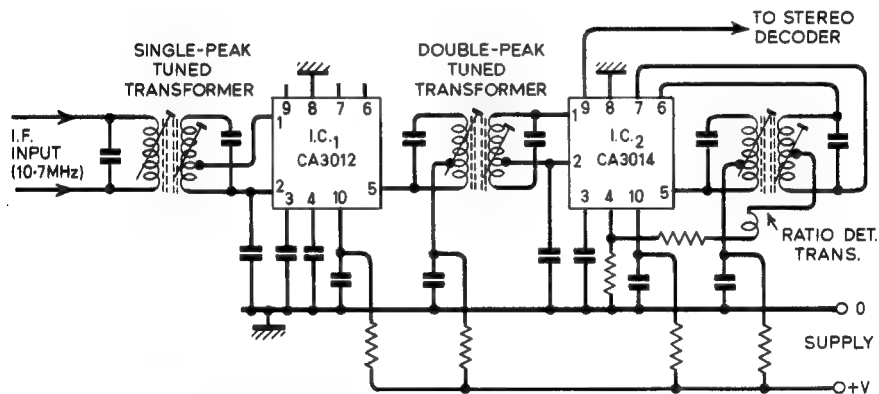 TO STEREO
DECODER
SINGLE-PEAK
TUNED
TRANSFORMER
DOUBLE-PEAK
TUNED
TRANSFORMER
9 8 7 6
9 8 7 6
I.F.
INPUT
(10·7MHz)
1
I.C.1
CA3012
2
5
3 4 10
1
I.C.2
CA3014
2
5
3 4 10
RATIO DET.
TRANS.
0
SUPPLY
+V